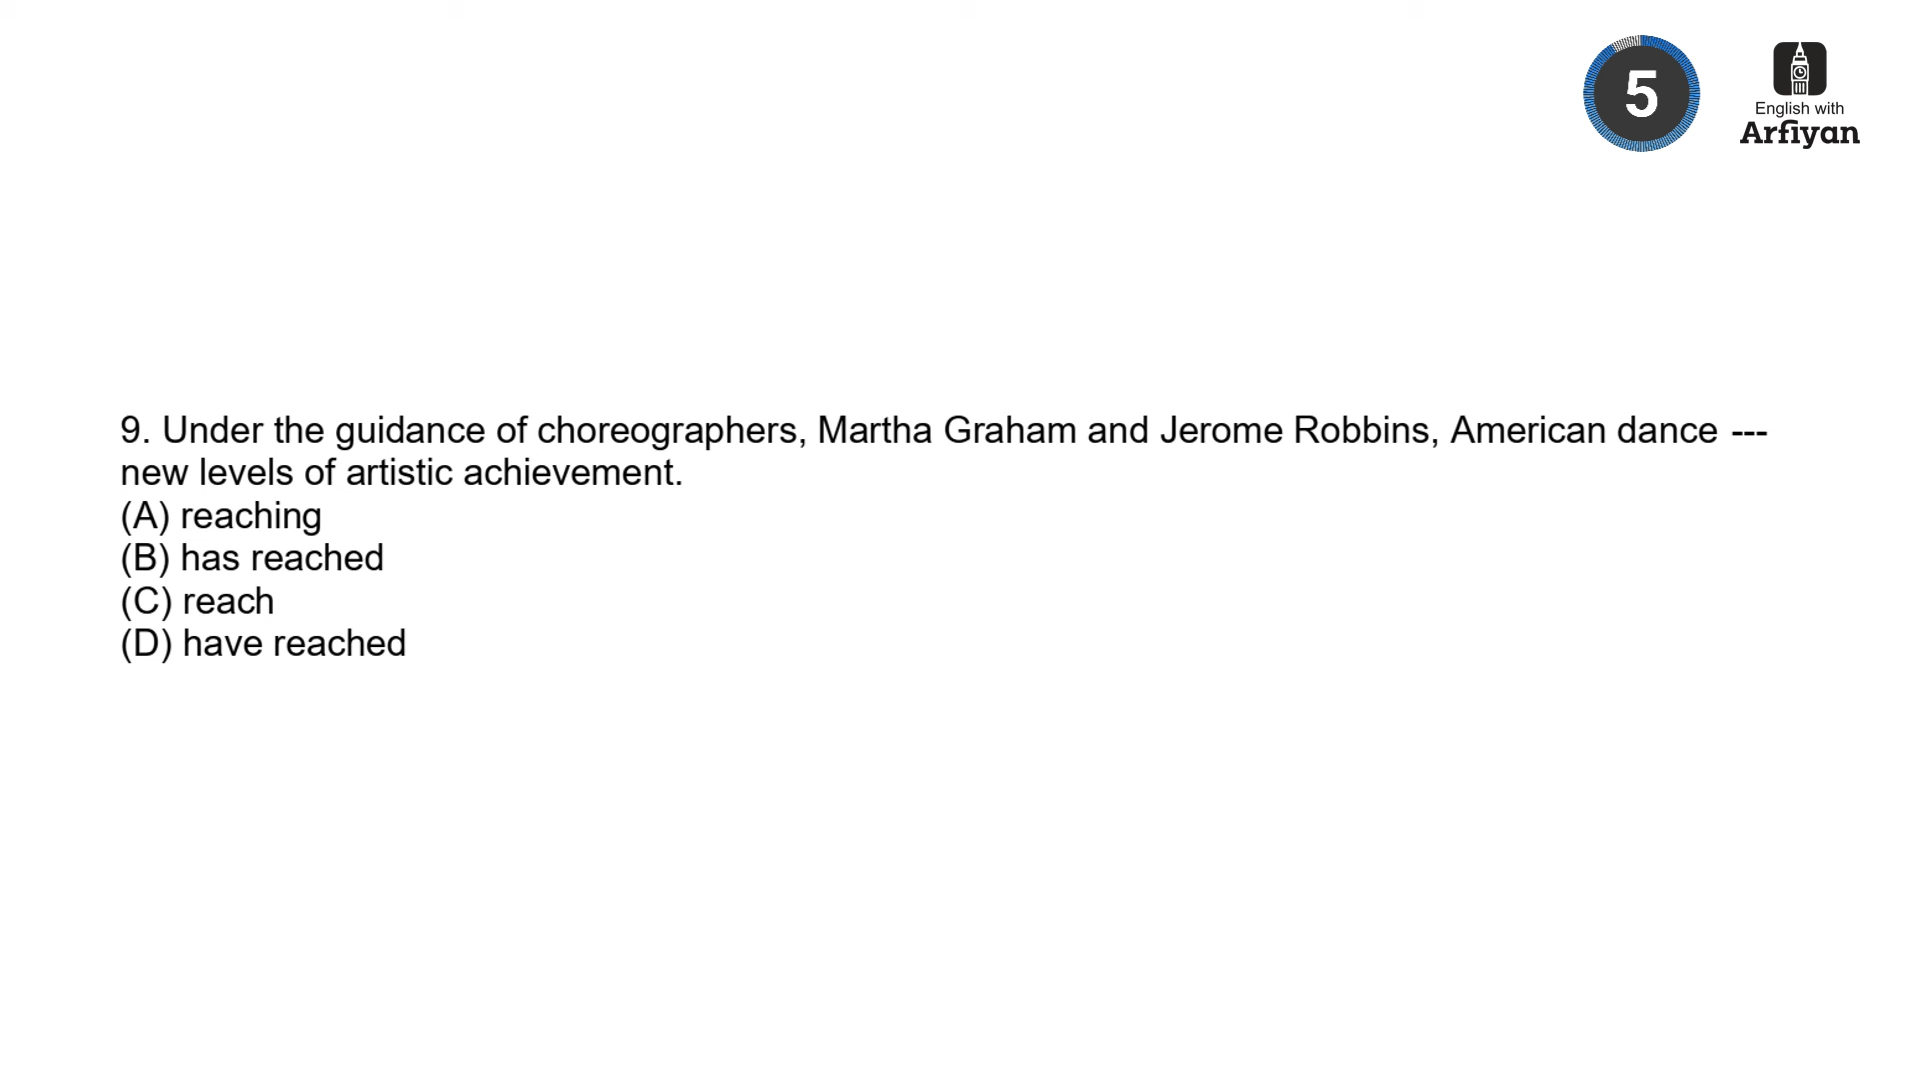 5
English with
Arfiyan
9. Under the guidance of choreographers, Martha Graham and Jerome Robbins, American dance ---
new levels of artistic achievement.
(A) reaching
(B) has reached
(C) reach
(D) have reached